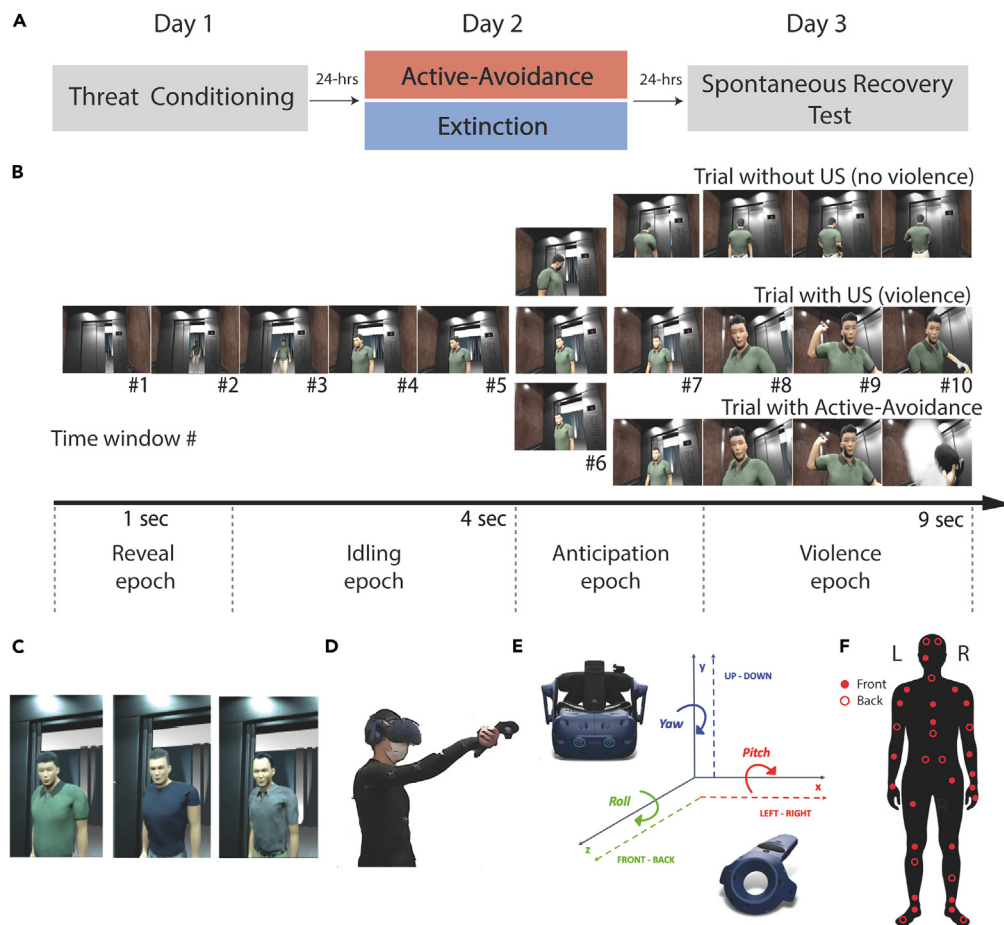 A
Day 1
Day 2
Day 3
Threat Conditioning
24-hrs
Active-Avoidance
Extinction
24-hrs
Spontaneous Recovery
Test
B
Trial without US (no violence)
Trial with US (violence)
#1
#2
#3
#4
#5
#7
#8
#9
#10
Trial with Active-Avoidance
Time window #
#6
1 sec
4 sec
9 sec
Reveal
epoch
Idling
epoch
Anticipation
epoch
Violence
epoch
C
D
E
y
UP - DOWN
Yaw
Pitch
x
LEFT - RIGHT
Roll
z
FRONT - BACK
F
L
R
Front
Back
R